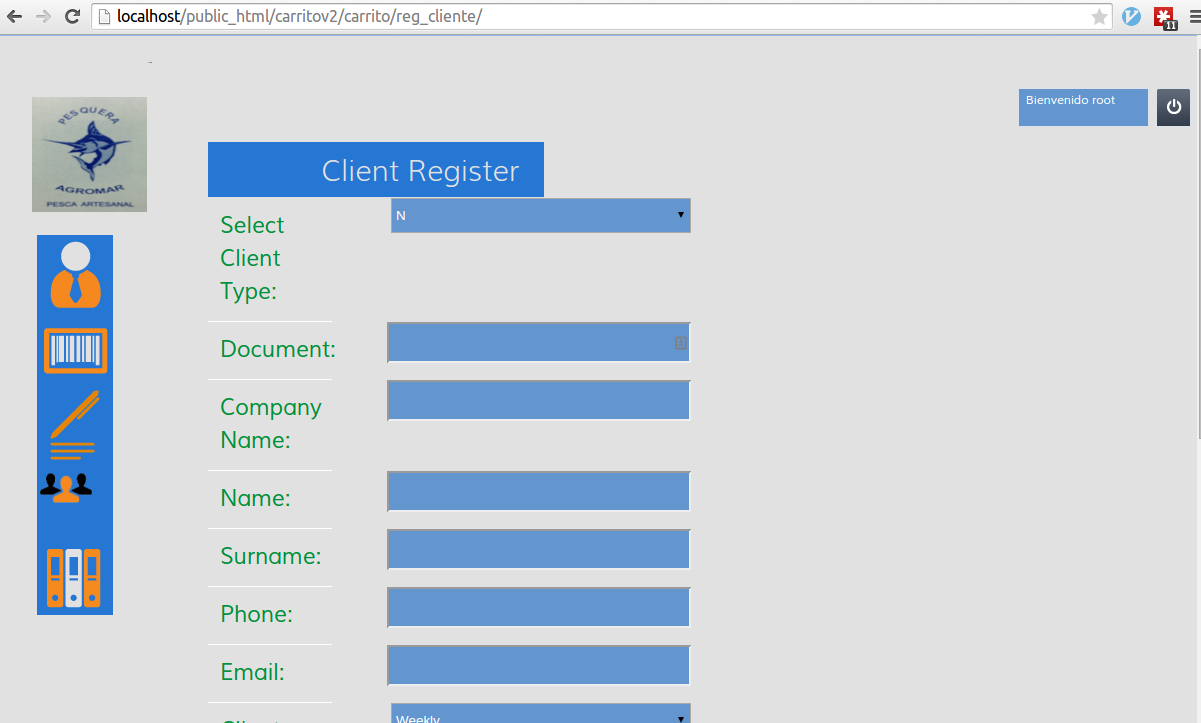 localhost/public_html/carritov2/carrito/reg_cliente/
11
PESQUERA
AGROMAR
PESCA ARTESANAL
Bienvenido root
Client Register
Select
Client
Type:
N
Document:
Company
Name:
Name:
Surname:
Phone:
Email:
Client
Weekly